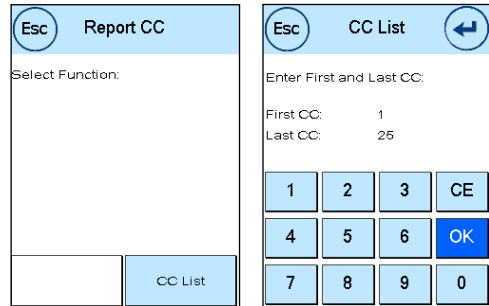 Esc Report CC
Select Function:
CC List
Esc CC List
Enter First and Last CC:
First CC: 1
Last CC: 25
1 2 3 CE
4 5 6 OK
7 8 9 0